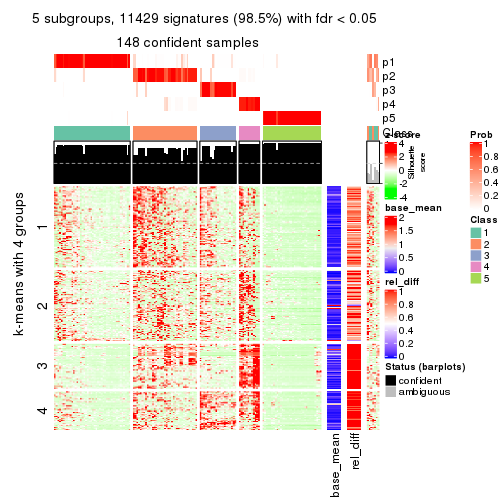 5 subgroups, 11429 signatures (98.5%) with fdr < 0.05
148 confident samples
p1
p2
p3
p4
p5
Class
z-score
4
2
0
-2
-4
Silhouette
score
Prob
1
0.8
0.6
0.4
0.2
0
base_mean
2
1.5
1
0.5
0
Class
1
2
3
4
5
rel_diff
1
0.8
0.6
0.4
0.2
0
Status (barplots)
confident
ambiguous
k-means with 4 groups
1
2
3
4
base_mean
rel_diff